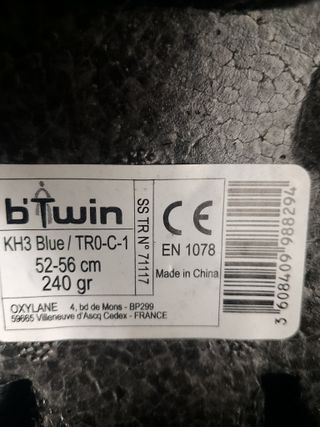 b'Twin
KH3 Blue / TR0-C-1
52-56 cm
240 gr
OXYLANE 4, bd de Mons - BP299
59665 Villeneuve d'Ascq Cedex - FRANCE
SS TR N° 71117
CE
EN 1078
Made in China
3 608409 988294